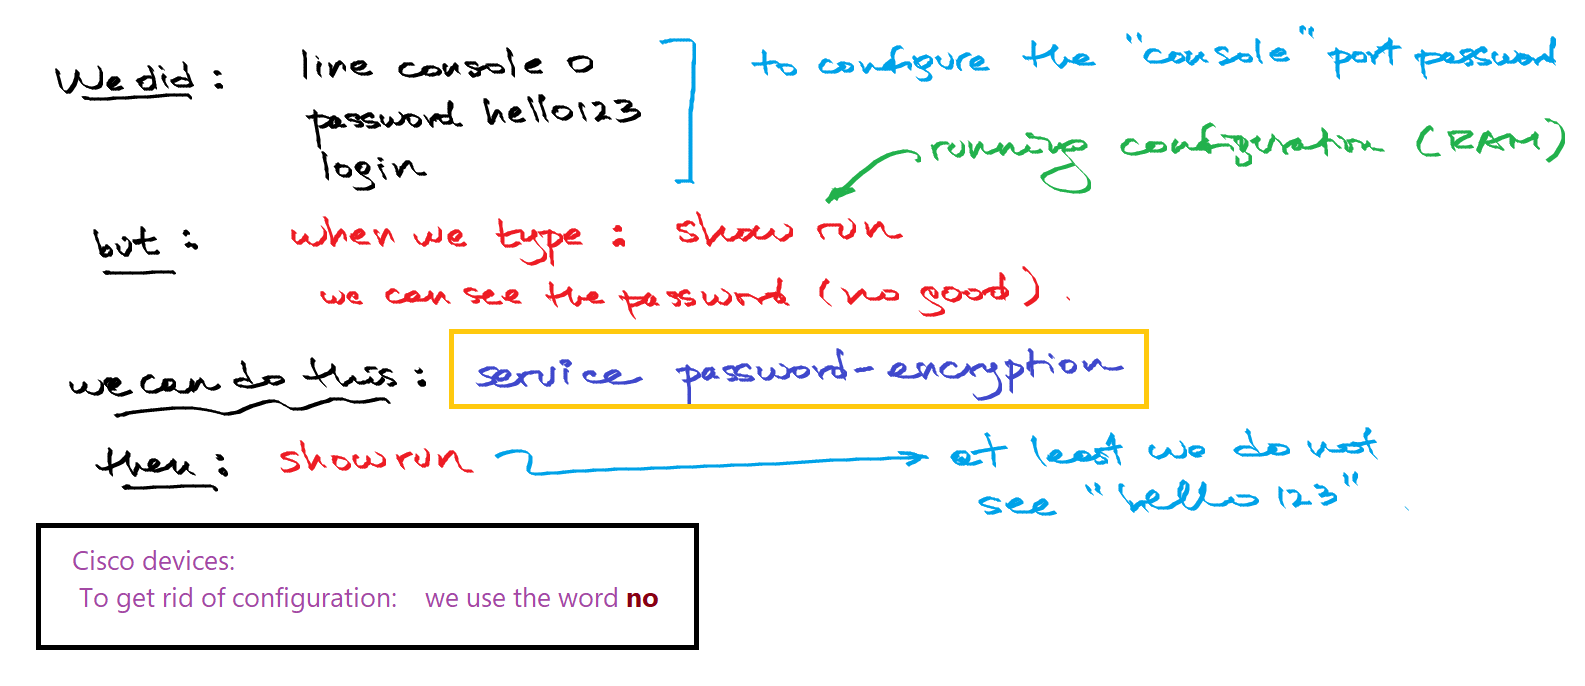 We did : line console 0 to configure the "console" port password
password hello123
login running configuration (RAM)
but : when we type : show run
we can see the password (no good).
we can do this : service password-encryption
then : show run at least we do not
see "hello123".
Cisco devices:
To get rid of configuration: we use the word no